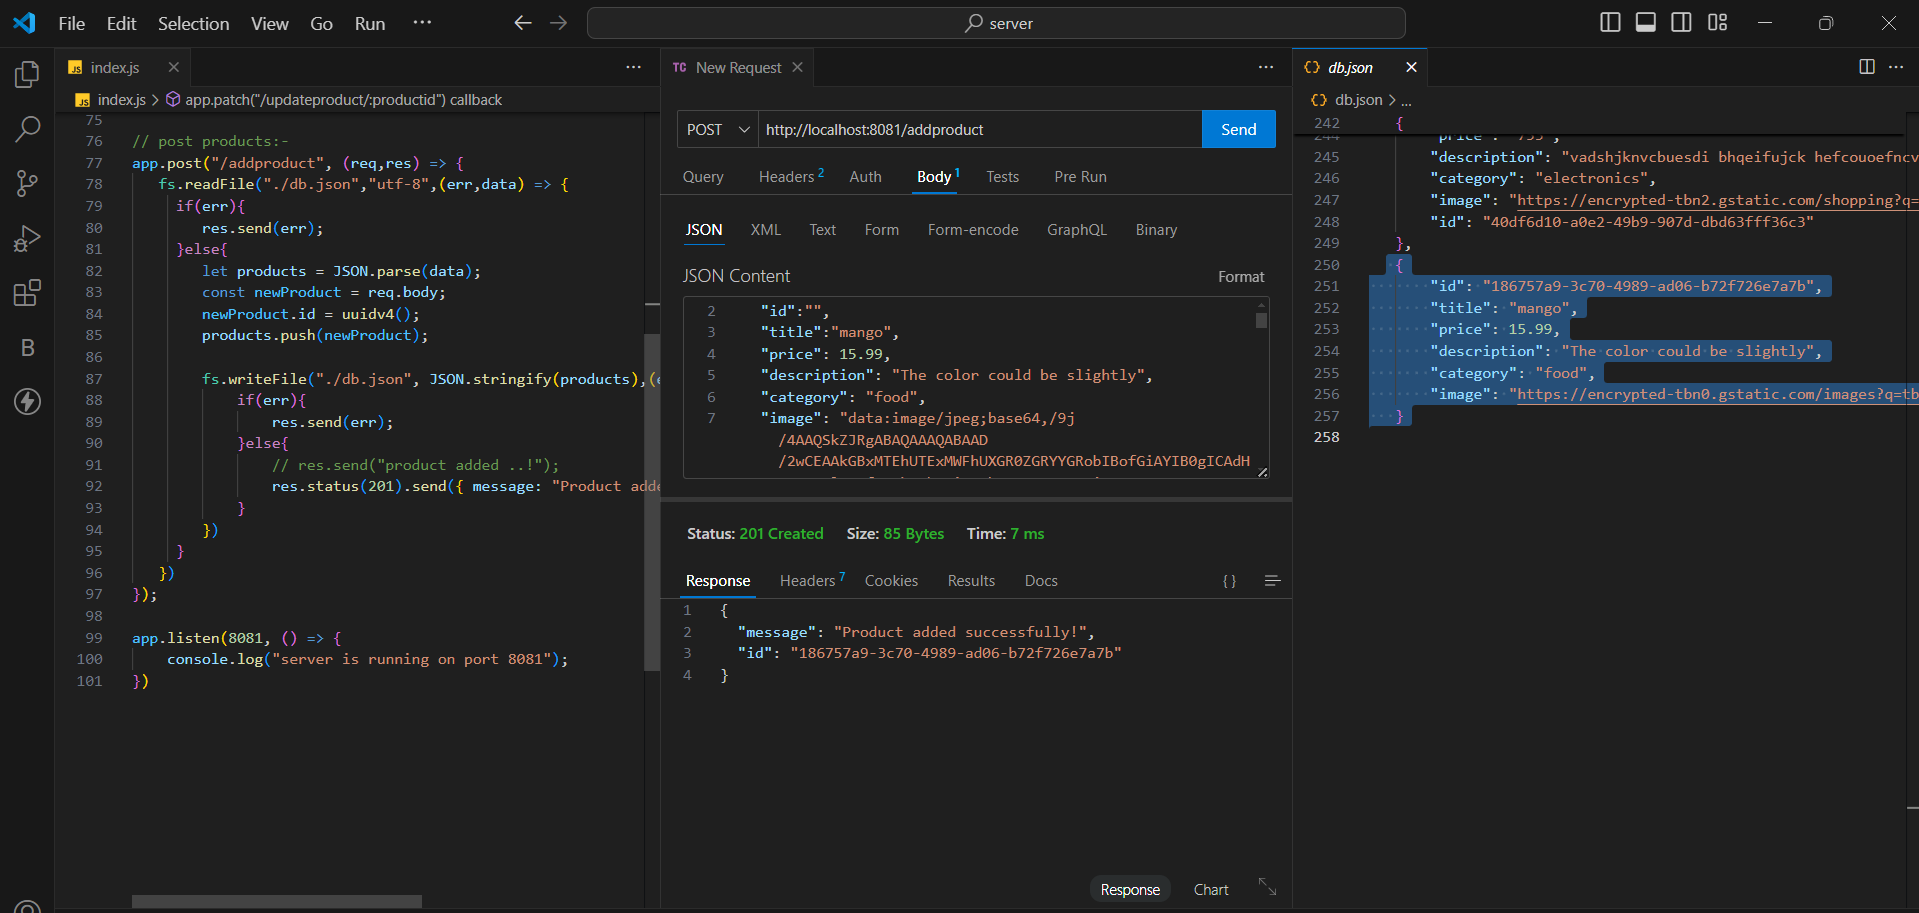 File Edit Selection View Go Run ···
server
index.js
index.js > app.patch("/updateproduct/:productid") callback
75
76 // post products:-
77 app.post("/addproduct", (req,res) => {
78 fs.readFile("./db.json","utf-8",(err,data) => {
79 if(err){
80 res.send(err);
81 }else{
82 let products = JSON.parse(data);
83 const newProduct = req.body;
84 newProduct.id = uuidv4();
85 products.push(newProduct);
86
87 fs.writeFile("./db.json", JSON.stringify(products),(e
88 if(err){
89 res.send(err);
90 }else{
91 // res.send("product added ..!");
92 res.status(201).send({ message: "Product adde
93 }
94 })
95 }
96 })
97 });
98
99 app.listen(8081, () => {
100 console.log("server is running on port 8081");
101 })
TC New Request
POST http://localhost:8081/addproduct Send
Query Headers 2 Auth Body 1 Tests Pre Run
JSON XML Text Form Form-encode GraphQL Binary
JSON Content Format
2 "id":"",
3 "title":"mango",
4 "price": 15.99,
5 "description": "The color could be slightly",
6 "category": "food",
7 "image": "data:image/jpeg;base64,/9j
/4AAQSkZJRgABAQAAAQABAAD
/2wCEAAkGBxMTEhUTExMWFhUXGR0ZGRYYGRobIBofGiAYIB0gICAdH
Status: 201 Created Size: 85 Bytes Time: 7 ms
Response Headers 7 Cookies Results Docs {}
1 {
2 "message": "Product added successfully!",
3 "id": "186757a9-3c70-4989-ad06-b72f726e7a7b"
4 }
Response Chart
{} db.json
{} db.json > ...
242 {
244 "price": "755",
245 "description": "vadshjknvcbuesdi bhqeifujck hefcouoefncv
246 "category": "electronics",
247 "image": "https://encrypted-tbn2.gstatic.com/shopping?q=
248 "id": "40df6d10-a0e2-49b9-907d-dbd63fff36c3"
249 },
250 {
251 "id": "186757a9-3c70-4989-ad06-b72f726e7a7b",
252 "title": "mango",
253 "price": 15.99,
254 "description": "The color could be slightly",
255 "category": "food",
256 "image": "https://encrypted-tbn0.gstatic.com/images?q=tb
257 }
258